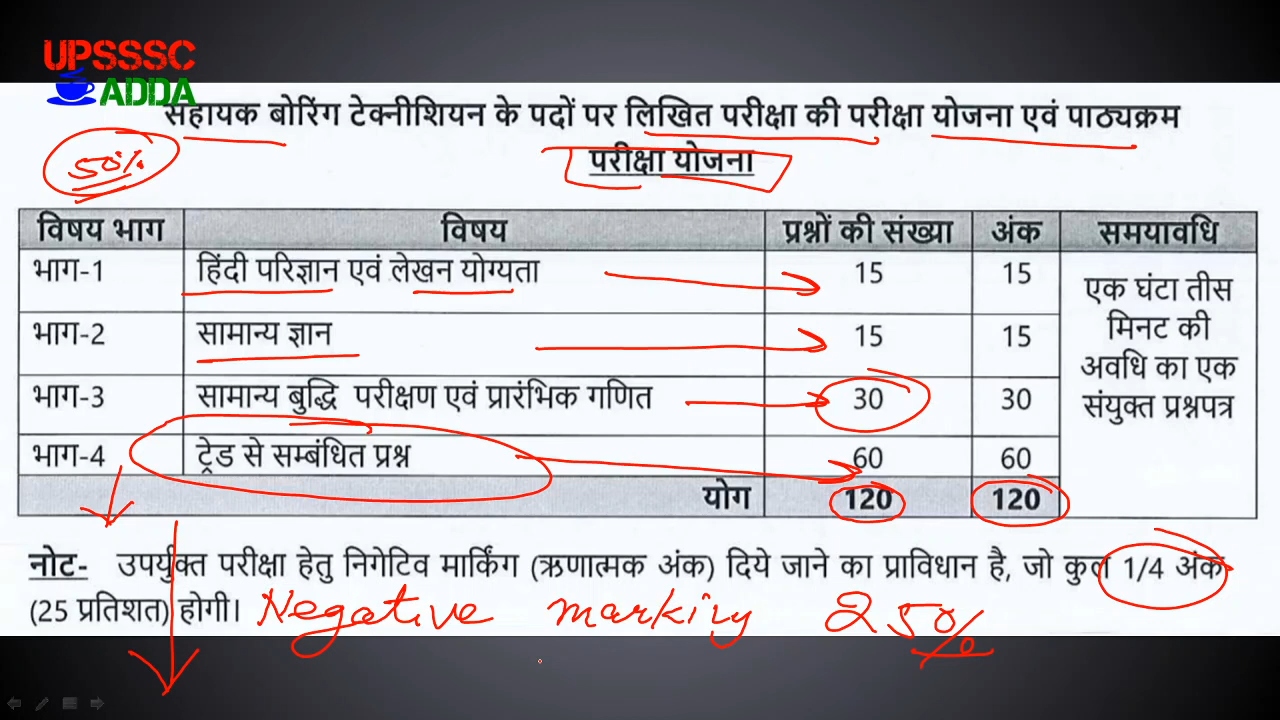 UPSSSC
ADDA
सहायक बोरिंग टेक्नीशियन के पदों पर लिखित परीक्षा की परीक्षा योजना एवं पाठ्यक्रम
50%
परीक्षा योजना
विषय भाग विषय प्रश्नों की संख्या अंक समयावधि
भाग-1 हिंदी परिज्ञान एवं लेखन योग्यता 15 15
भाग-2 सामान्य ज्ञान 15 15
भाग-3 सामान्य बुद्धि परीक्षण एवं प्रारंभिक गणित 30 30
भाग-4 ट्रेड से सम्बंधित प्रश्न 60 60
एक घंटा तीस
मिनट की
अवधि का एक
संयुक्त प्रश्नपत्र
योग 120 120
नोट- उपर्युक्त परीक्षा हेतु निगेटिव मार्किंग (ऋणात्मक अंक) दिये जाने का प्राविधान है, जो कुल 1/4 अंक
(25 प्रतिशत) होगी।
Negative marking 25%